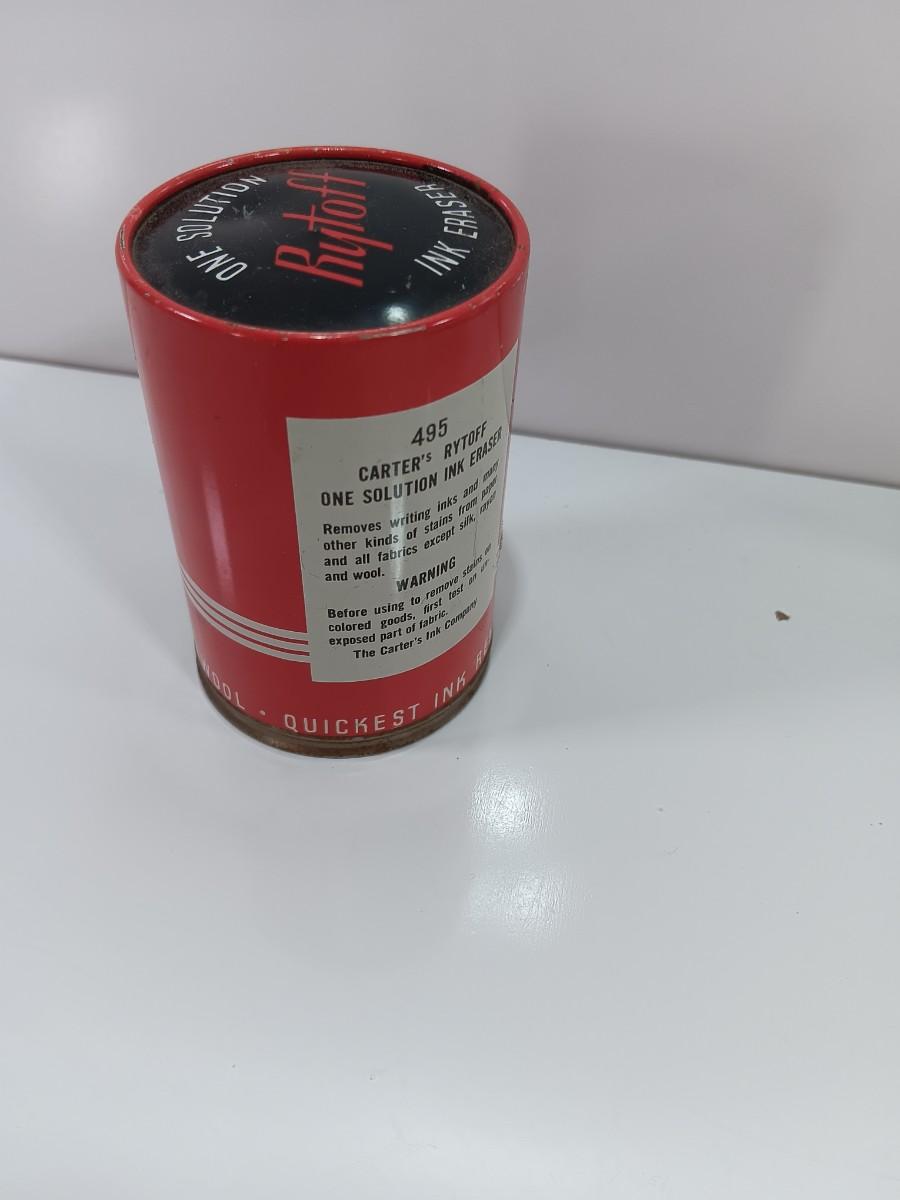 ONE SOLUTION
Rytoff
INK ERASER
495
CARTER'S RYTOFF
ONE SOLUTION INK ERASER
Removes writing inks and many
other kinds of stains from paper
and all fabrics except silk, rayon
and wool.
WARNING
Before using to remove stains on
colored goods, first test on un-
exposed part of fabric.
The Carter's Ink Company
WOOL · QUICKEST INK